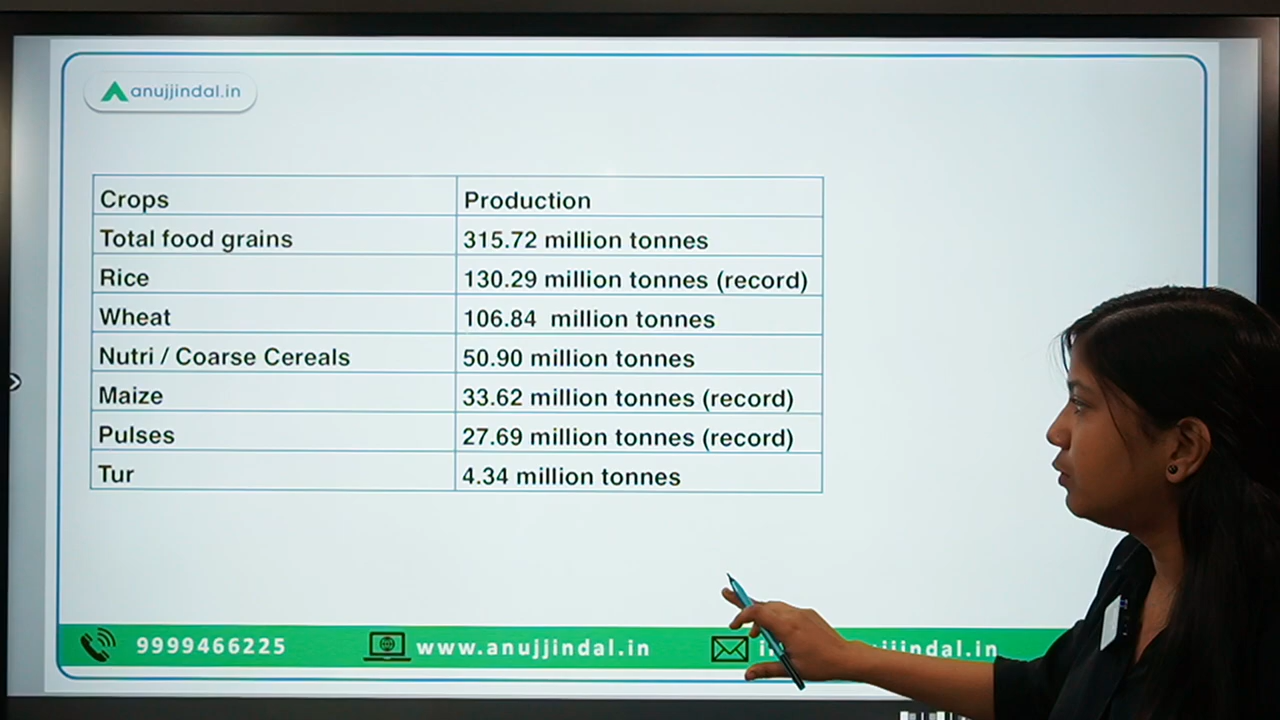 anujjindal.in
Crops Production
Total food grains 315.72 million tonnes
Rice 130.29 million tonnes (record)
Wheat 106.84 million tonnes
Nutri / Coarse Cereals 50.90 million tonnes
Maize 33.62 million tonnes (record)
Pulses 27.69 million tonnes (record)
Tur 4.34 million tonnes
9999466225 www.anujjindal.in